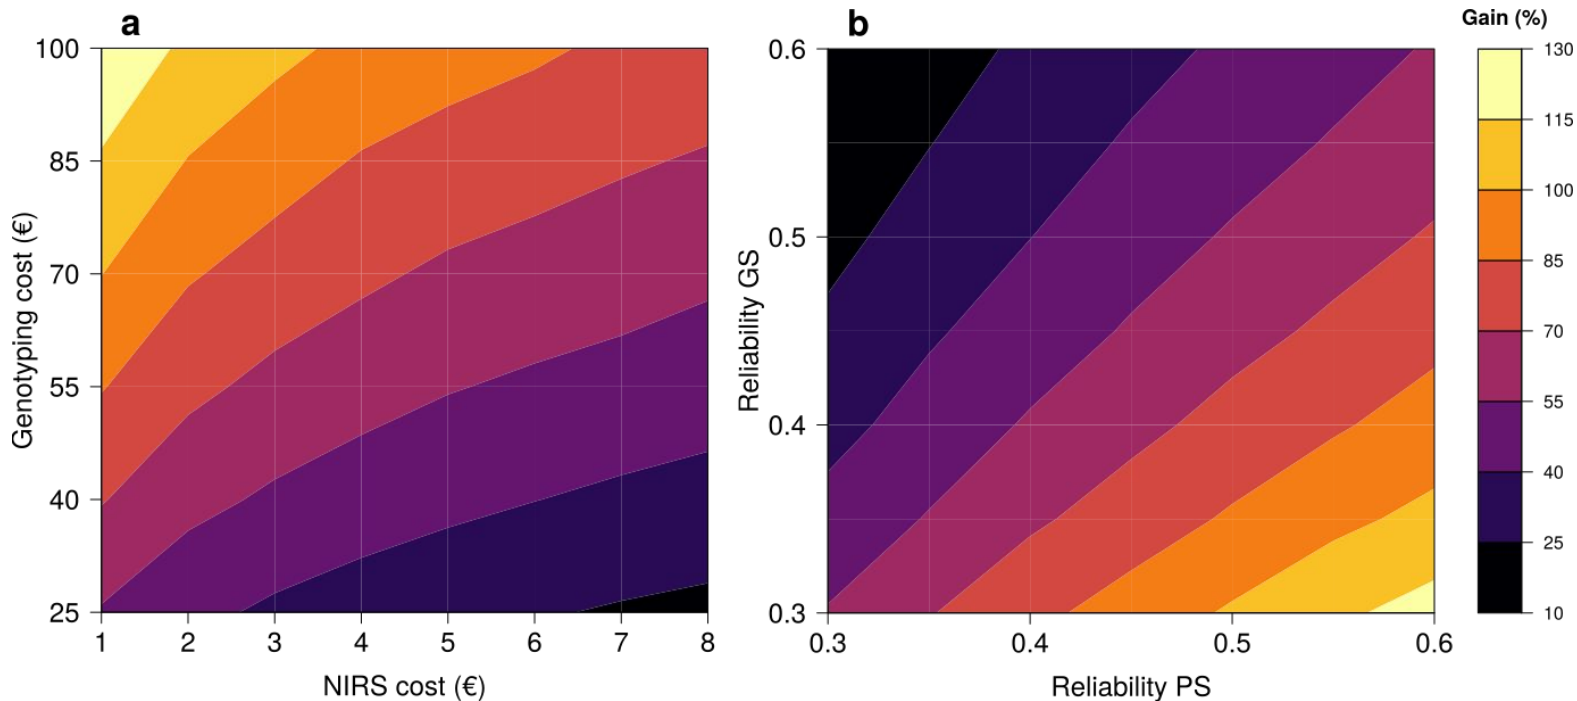 a
100
85
70
55
40
25
Genotyping cost (€)
1 2 3 4 5 6 7 8
NIRS cost (€)
b
0.6
0.5
0.4
0.3
Reliability GS
0.3 0.4 0.5 0.6
Reliability PS
Gain (%)
130
115
100
85
70
55
40
25
10